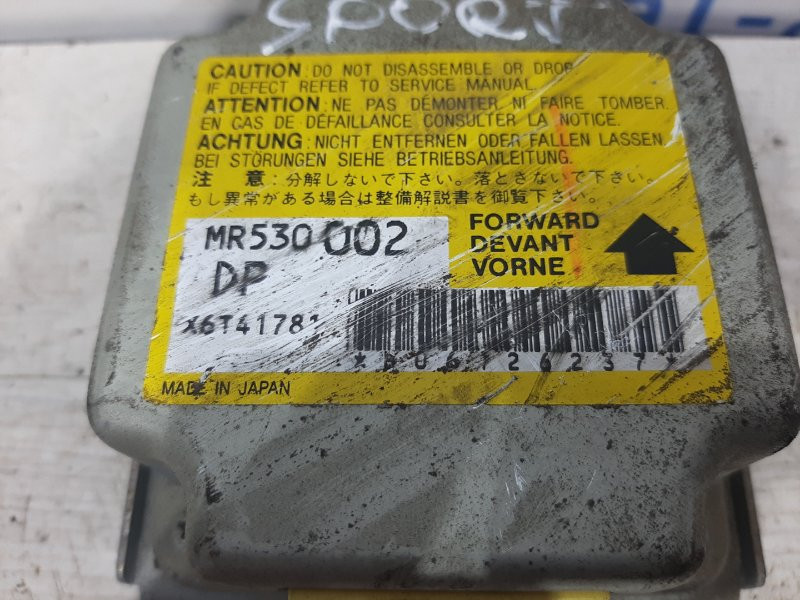 SPORT
CAUTION: DO NOT DISASSEMBLE OR DROP
IF DEFECT REFER TO SERVICE MANUAL
ATTENTION: NE PAS DÉMONTER NI FAIRE TOMBER.
EN CAS DE DÉFAILLANCE CONSULTER LA NOTICE.
ACHTUNG: NICHT ENTFERNEN ODER FALLEN LASSEN
BEI STÖRUNGEN SIEHE BETRIEBSANLEITUNG.
注 意:分解しないで下さい。落とさないで下さい。
もし異常がある場合は整備解説書を御覧下さい。
MR530002
DP
FORWARD
DEVANT
VORNE
X6T41781
MADE IN JAPAN